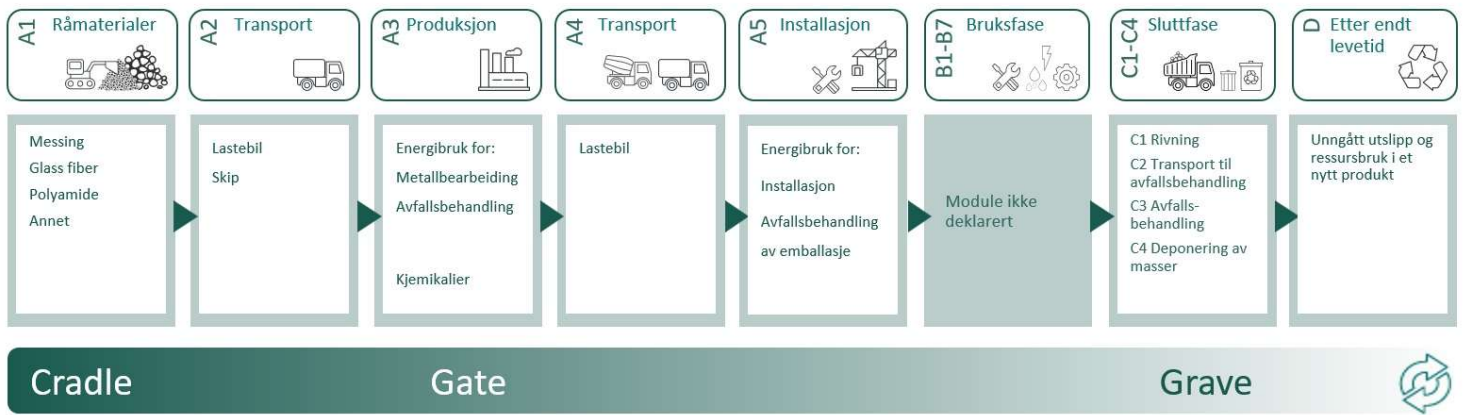 A1 Råmaterialer
A2 Transport
A3 Produksjon
A4 Transport
A5 Installasjon
B1-B7 Bruksfase
C1-C4 Sluttfase
D Etter endt
levetid
Messing
Glass fiber
Polyamide
Annet
Lastebil
Skip
Energibruk for:
Metallbearbeiding
Avfallsbehandling
Kjemikalier
Lastebil
Energibruk for:
Installasjon
Avfallsbehandling
av emballasje
Module ikke
deklarert
C1 Rivning
C2 Transport til
avfallsbehandling
C3 Avfalls-
behandling
C4 Deponering av
masser
Unngått utslipp og
ressursbruk i et
nytt produkt
Cradle
Gate
Grave